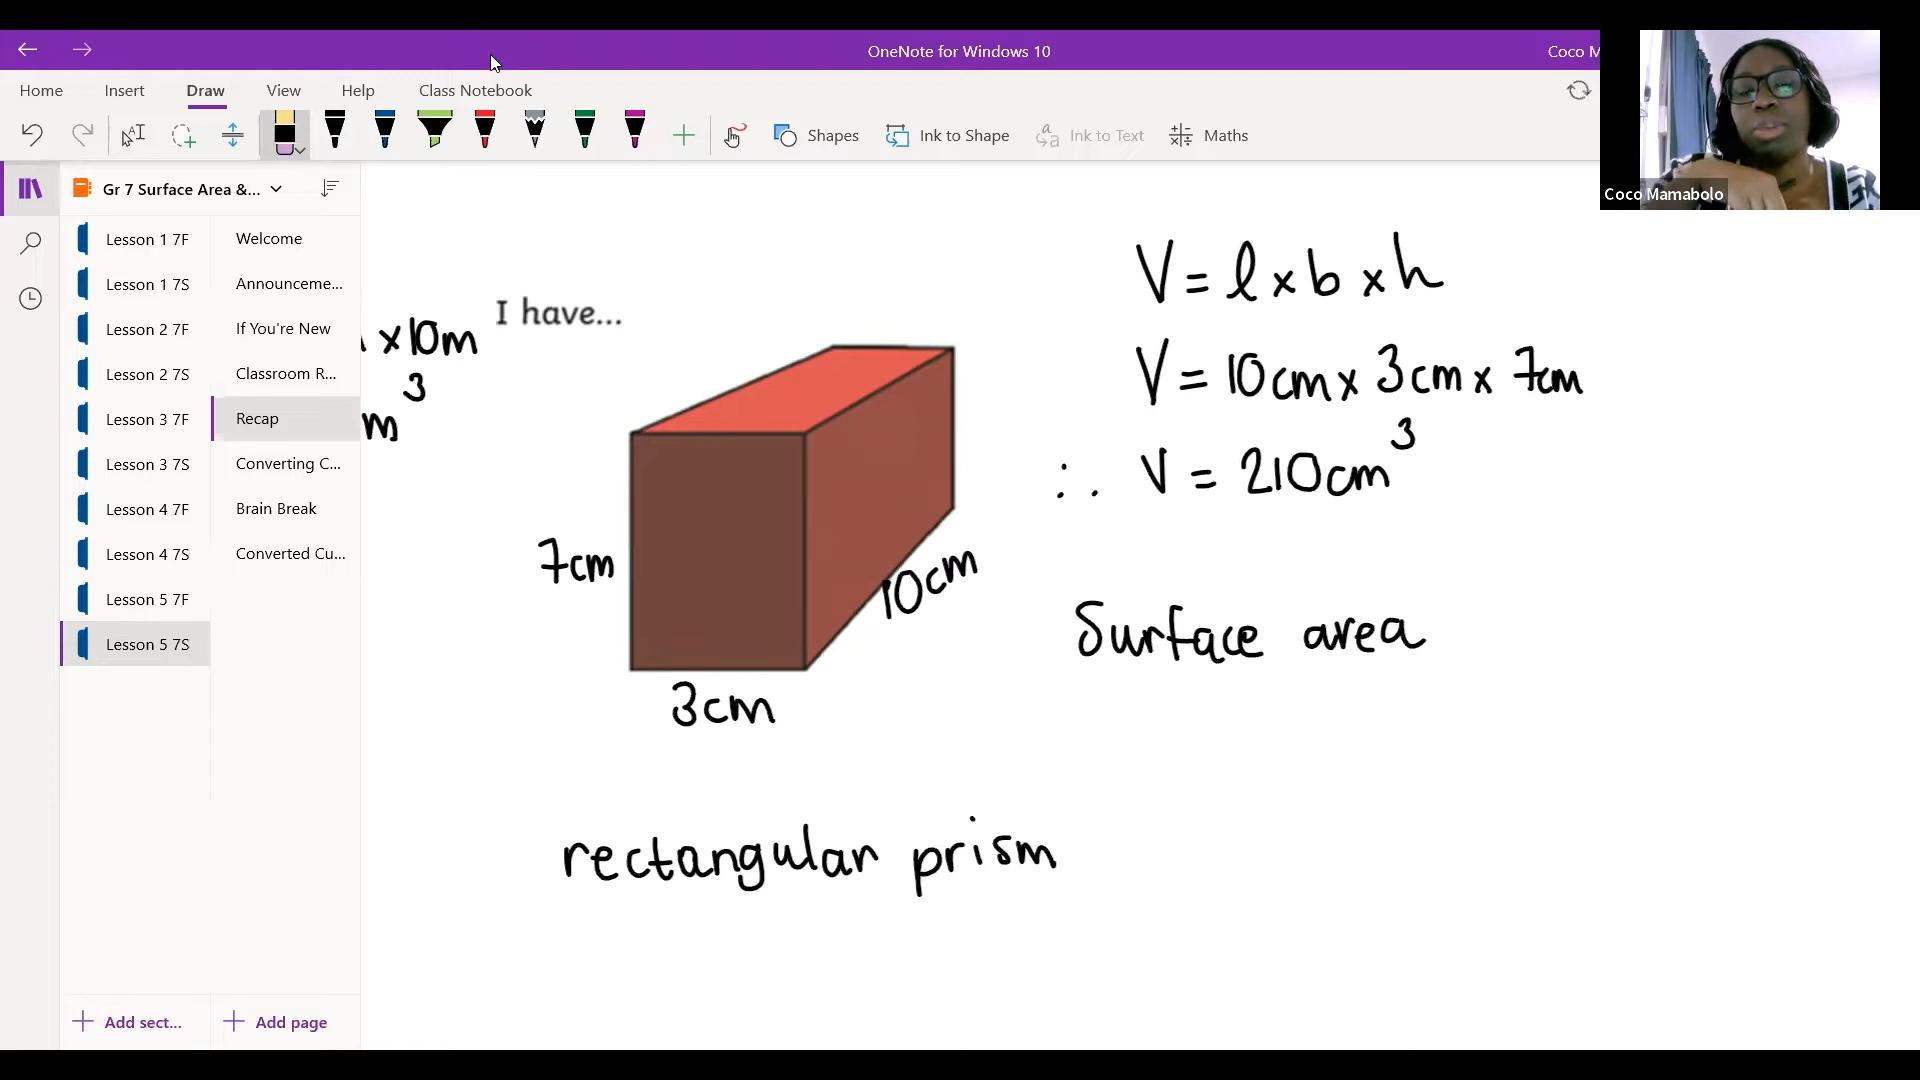 OneNote for Windows 10
Coco M
Home Insert Draw View Help Class Notebook
Shapes Ink to Shape Ink to Text Maths
Coco Mamabolo
Gr 7 Surface Area &...
Lesson 1 7F
Lesson 1 7S
Lesson 2 7F
Lesson 2 7S
Lesson 3 7F
Lesson 3 7S
Lesson 4 7F
Lesson 4 7S
Lesson 5 7F
Lesson 5 7S
Welcome
Announceme...
If You're New
Classroom R...
Recap
Converting C...
Brain Break
Converted Cu...
Add sect...
Add page
x10m
m³
I have...
7cm
10cm
3cm
rectangular prism
V = l x b x h
V = 10cm x 3cm x 7cm
∴ V = 210cm³
Surface area